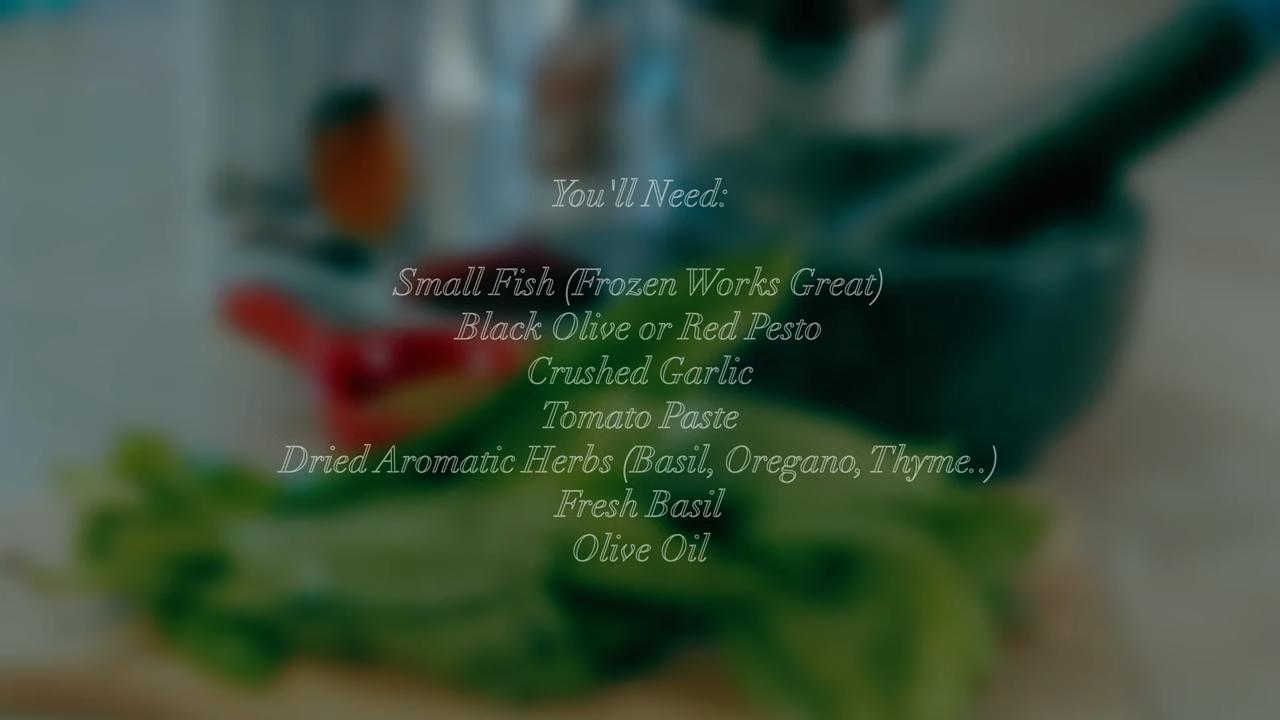 You'll Need:
Small Fish (Frozen Works Great)
Black Olive or Red Pesto
Crushed Garlic
Tomato Paste
Dried Aromatic Herbs (Basil, Oregano, Thyme..)
Fresh Basil
Olive Oil